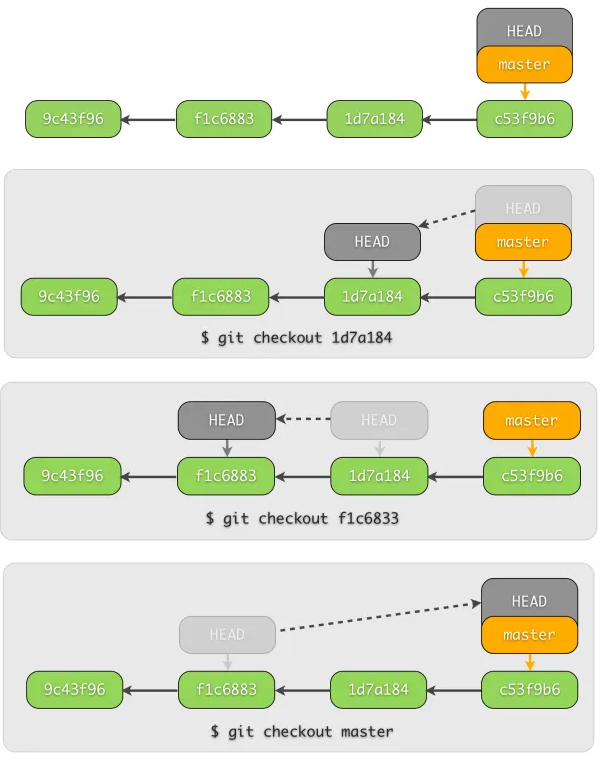 HEAD
master
9c43f96 f1c6883 1d7a184 c53f9b6
HEAD
HEAD master
9c43f96 f1c6883 1d7a184 c53f9b6
$ git checkout 1d7a184
HEAD HEAD master
9c43f96 f1c6883 1d7a184 c53f9b6
$ git checkout f1c6833
HEAD
HEAD master
9c43f96 f1c6883 1d7a184 c53f9b6
$ git checkout master